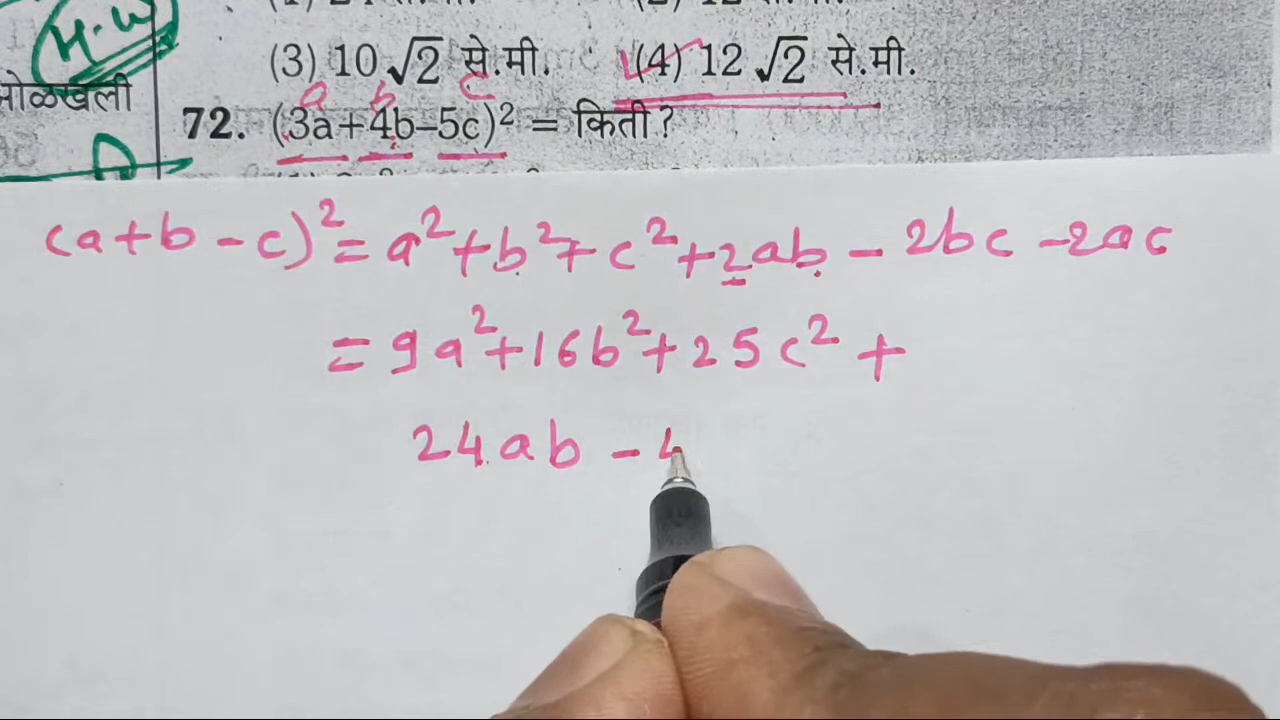 H.W
(3) 10 √2 से.मी. (4) 12 √2 से.मी.
ओळखली
a b c
72. (3a+4b–5c)² = किती?
(a+b-c)² = a²+b²+c²+2ab-2bc-2ac
= 9a²+16b²+25c²+
24ab - 4